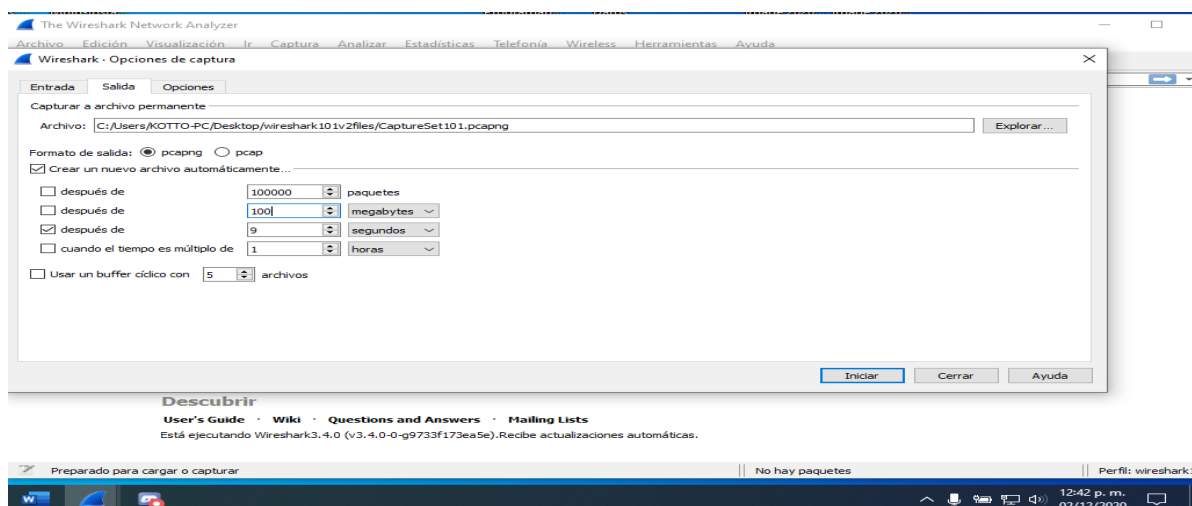 The Wireshark Network Analyzer
Archivo Edición Visualización Ir Captura Analizar Estadísticas Telefonía Wireless Herramientas Ayuda
Wireshark · Opciones de captura
Entrada Salida Opciones
Capturar a archivo permanente
Archivo: C:/Users/KOTTO-PC/Desktop/wireshark101v2files/CaptureSet101.pcapng Explorar...
Formato de salida: pcapng pcap
Crear un nuevo archivo automáticamente...
después de 100000 paquetes
después de 100 megabytes
después de 9 segundos
cuando el tiempo es múltiplo de 1 horas
Usar un buffer cíclico con 5 archivos
Iniciar Cerrar Ayuda
Descubrir
User's Guide · Wiki · Questions and Answers · Mailing Lists
Está ejecutando Wireshark3.4.0 (v3.4.0-0-g9733f173ea5e).Recibe actualizaciones automáticas.
Preparado para cargar o capturar No hay paquetes Perfil: wireshark
12:42 p. m.
02/12/2020